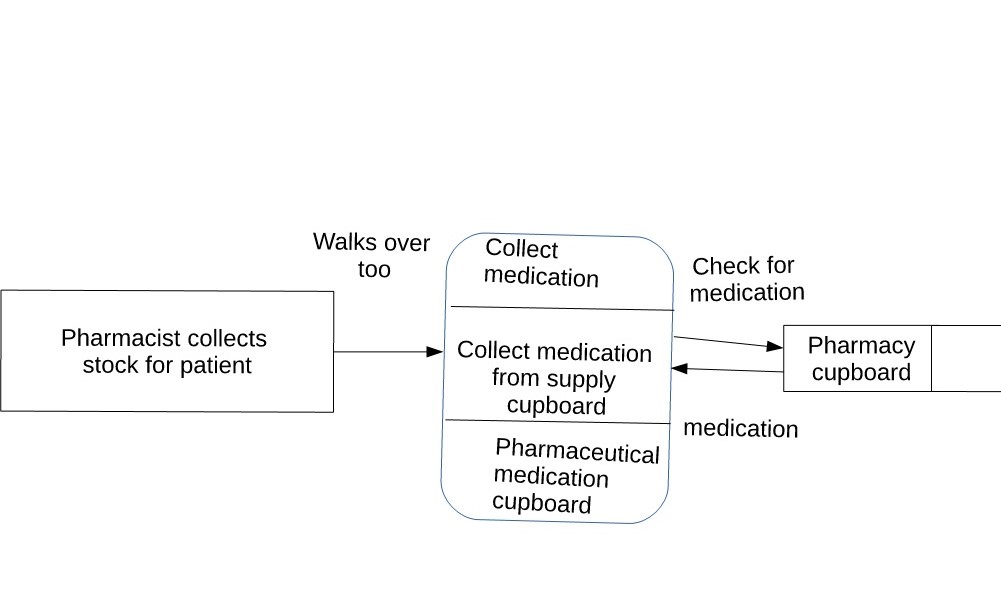 Walks over
too
Pharmacist collects
stock for patient
Collect
medication
Collect medication
from supply
cupboard
Pharmaceutical
medication
cupboard
Check for
medication
Pharmacy
cupboard
medication